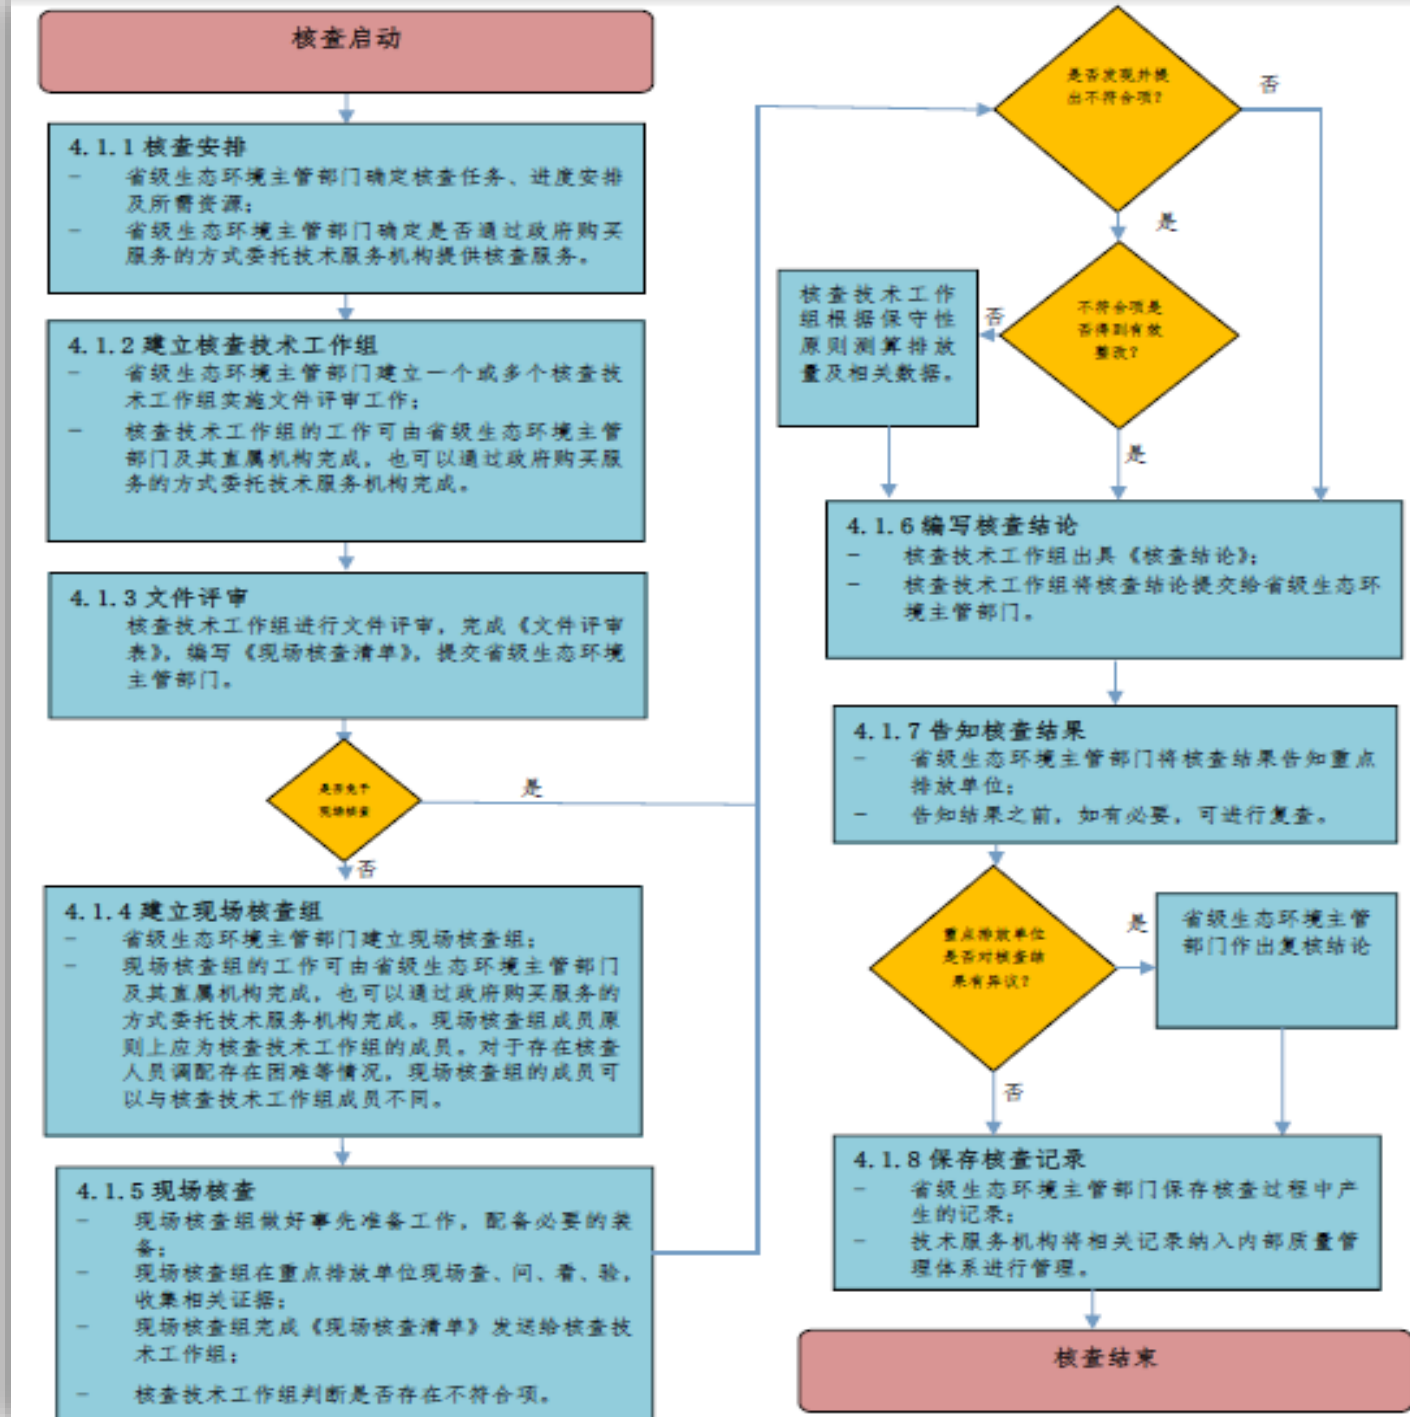 核查启动
4.1.1 核查安排
- 省级生态环境主管部门确定核查任务、进度安排
及所需资源；
- 省级生态环境主管部门确定是否通过政府购买
服务的方式委托技术服务机构提供核查服务。
4.1.2 建立核查技术工作组
- 省级生态环境主管部门建立一个或多个核查技
术工作组实施文件评审工作；
- 核查技术工作组的工作可由省级生态环境主管
部门及其直属机构完成，也可以通过政府购买服
务的方式委托技术服务机构完成。
4.1.3 文件评审
核查技术工作组进行文件评审，完成《文件评审
表》，编写《现场核查清单》，提交省级生态环境
主管部门。
是否免于
现场核查
是
否
4.1.4 建立现场核查组
- 省级生态环境主管部门建立现场核查组；
- 现场核查组的工作可由省级生态环境主管部门
及其直属机构完成，也可以通过政府购买服务的
方式委托技术服务机构完成。现场核查组成员原
则上应为核查技术工作组的成员。对于存在核查
人员调配存在困难等情况，现场核查组的成员可
以与核查技术工作组成员不同。
4.1.5 现场核查
- 现场核查组做好事先准备工作，配备必要的装
备；
- 现场核查组在重点排放单位现场查、问、看、验，
收集相关证据；
- 现场核查组完成《现场核查清单》发送给核查技
术工作组；
- 核查技术工作组判断是否存在不符合项。
是否发现并提
出不符合项？
否
是
不符合项是
否得到有效
整改？
否
核查技术工作
组根据保守性
原则测算排放
量及相关数据。
是
4.1.6 编写核查结论
- 核查技术工作组出具《核查结论》；
- 核查技术工作组将核查结论提交给省级生态环
境主管部门。
4.1.7 告知核查结果
- 省级生态环境主管部门将核查结果告知重点
排放单位；
- 告知结果之前，如有必要，可进行复查。
重点排放单位
是否对核查结
果有异议？
是
省级生态环境主管
部门作出复核结论
否
4.1.8 保存核查记录
- 省级生态环境主管部门保存核查过程中产
生的记录；
- 技术服务机构将相关记录纳入内部质量管
理体系进行管理。
核查结束